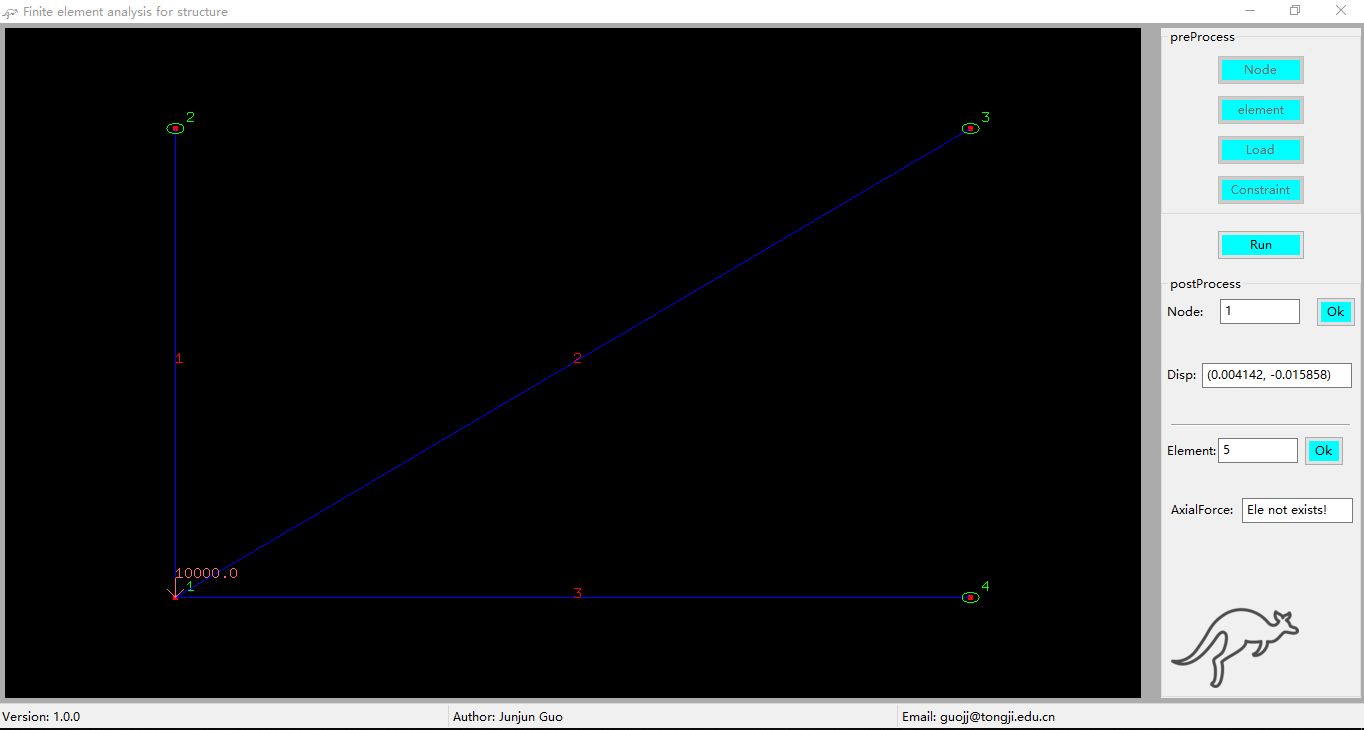 Finite element analysis for structure
preProcess
Node
element
Load
Constraint
Run
postProcess
Node: 1 Ok
Disp: (0.004142, -0.015858)
Element: 5 Ok
AxialForce: Ele not exists!
2
3
1
2
10000.0
1
3
4
Version: 1.0.0
Author: Junjun Guo
Email: guojj@tongji.edu.cn